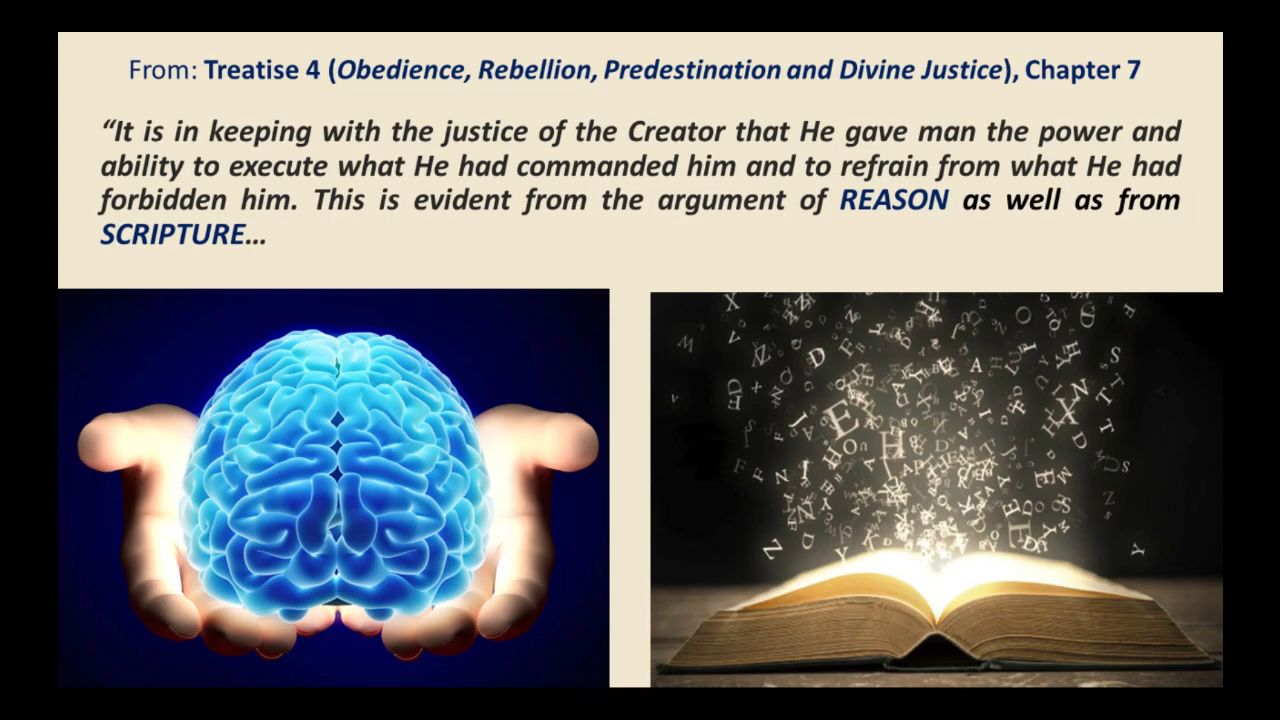 From: Treatise 4 (Obedience, Rebellion, Predestination and Divine Justice), Chapter 7
“It is in keeping with the justice of the Creator that He gave man the power and
ability to execute what He had commanded him and to refrain from what He had
forbidden him. This is evident from the argument of REASON as well as from
SCRIPTURE…